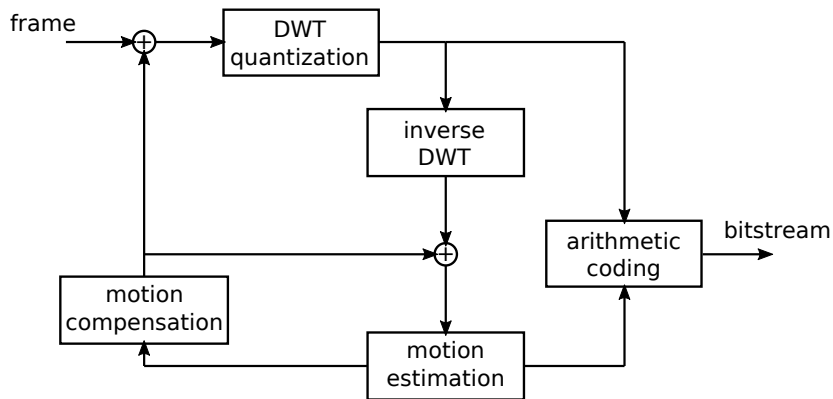 frame
DWT
quantization
inverse
DWT
arithmetic
coding
bitstream
motion
compensation
motion
estimation